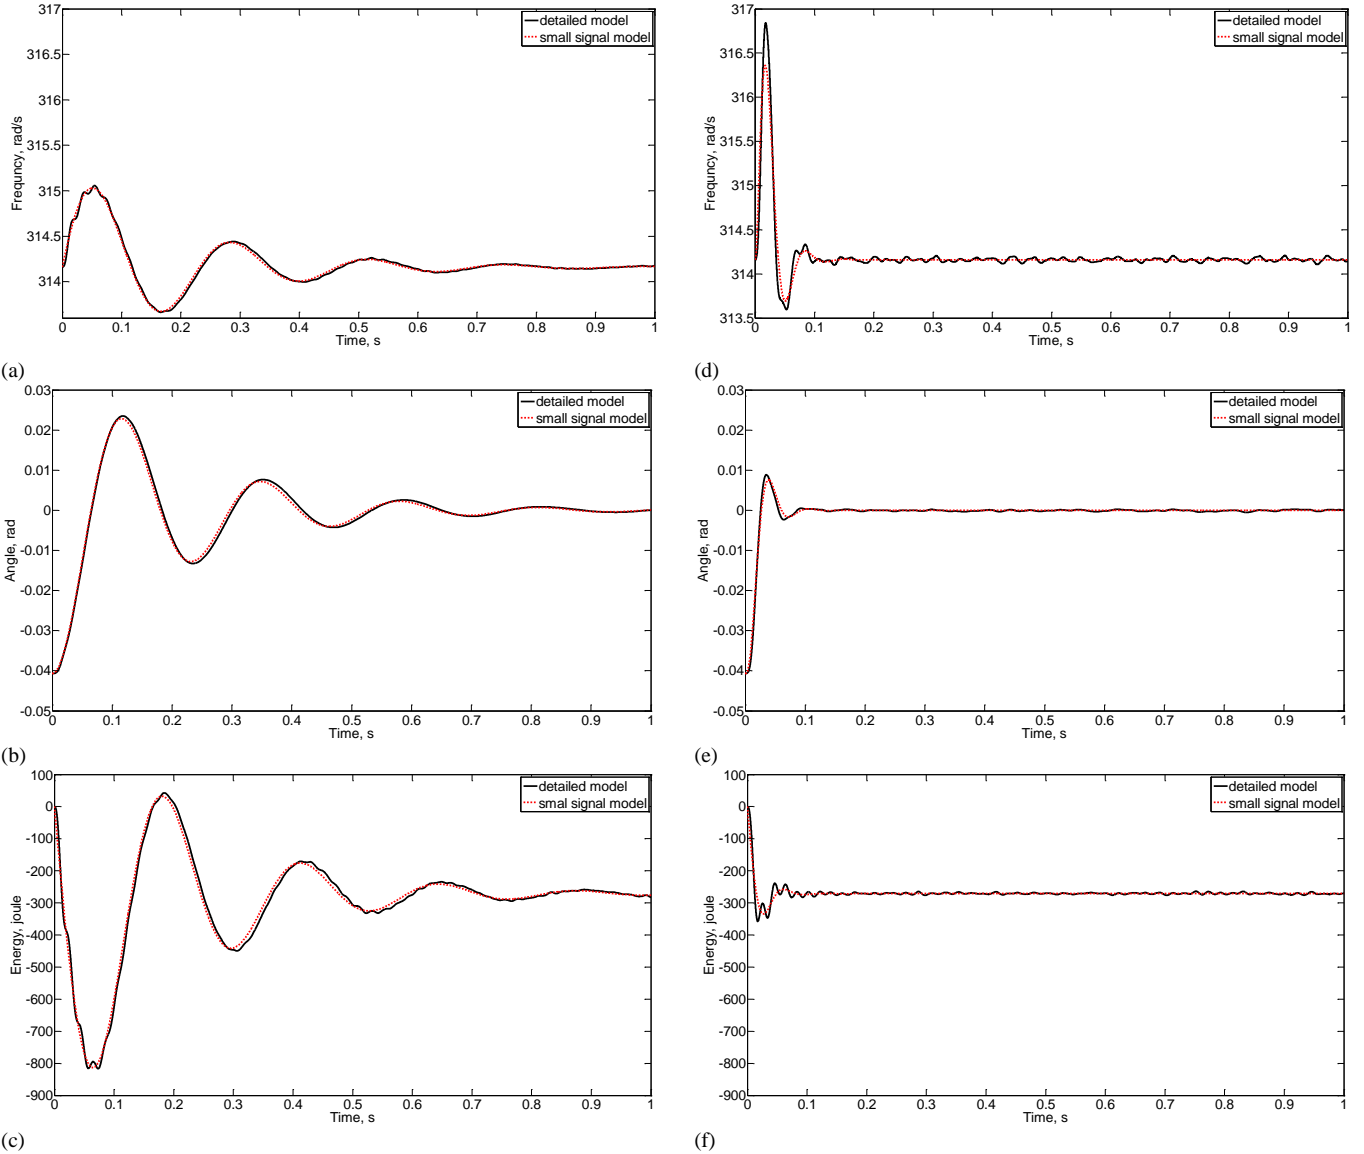 317
316.5
316
315.5
315
314.5
314
Frequncy, rad/s
0 0.1 0.2 0.3 0.4 0.5 0.6 0.7 0.8 0.9 1
Time, s
detailed model
small signal model
(a)
317
316.5
316
315.5
315
314.5
314
313.5
Frequncy, rad/s
0 0.1 0.2 0.3 0.4 0.5 0.6 0.7 0.8 0.9 1
Time, s
detailed model
small signal model
(d)
0.03
0.02
0.01
0
-0.01
-0.02
-0.03
-0.04
-0.05
Angle, rad
0 0.1 0.2 0.3 0.4 0.5 0.6 0.7 0.8 0.9 1
Time, s
detailed model
small signal model
(b)
0.03
0.02
0.01
0
-0.01
-0.02
-0.03
-0.04
-0.05
Angle, rad
0 0.1 0.2 0.3 0.4 0.5 0.6 0.7 0.8 0.9 1
Time, s
detailed model
small signal model
(e)
100
0
-100
-200
-300
-400
-500
-600
-700
-800
-900
Energy, joule
0 0.1 0.2 0.3 0.4 0.5 0.6 0.7 0.8 0.9 1
Time, s
detailed model
smal signal model
(c)
100
0
-100
-200
-300
-400
-500
-600
-700
-800
-900
Energy, joule
0 0.1 0.2 0.3 0.4 0.5 0.6 0.7 0.8 0.9 1
Time, s
detailed model
small signal model
(f)